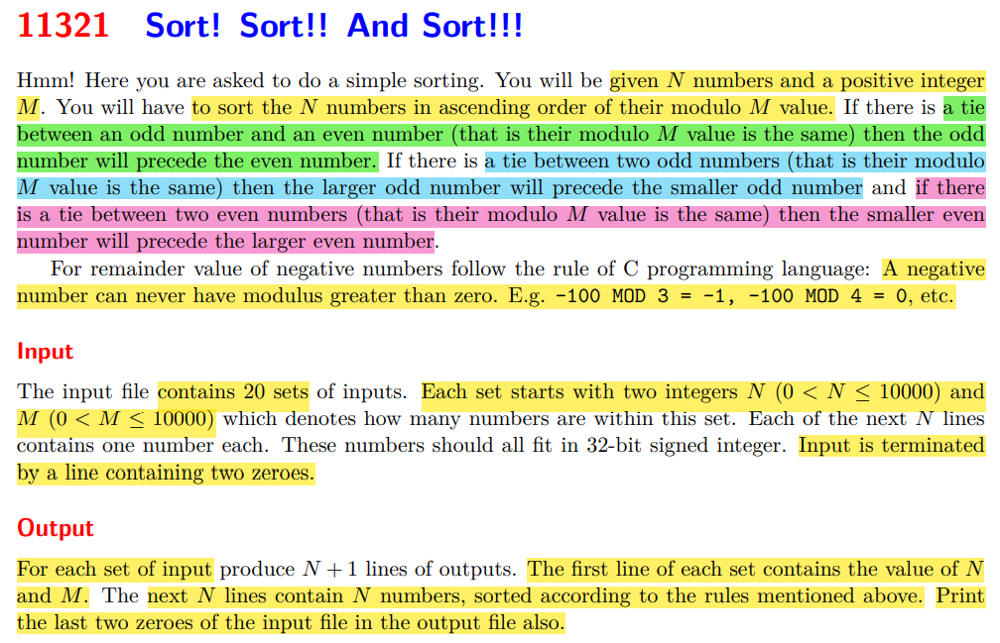 11321 Sort! Sort!! And Sort!!!
Hmm! Here you are asked to do a simple sorting. You will be given N numbers and a positive integer
M. You will have to sort the N numbers in ascending order of their modulo M value. If there is a tie
between an odd number and an even number (that is their modulo M value is the same) then the odd
number will precede the even number. If there is a tie between two odd numbers (that is their modulo
M value is the same) then the larger odd number will precede the smaller odd number and if there
is a tie between two even numbers (that is their modulo M value is the same) then the smaller even
number will precede the larger even number.
For remainder value of negative numbers follow the rule of C programming language: A negative
number can never have modulus greater than zero. E.g. -100 MOD 3 = -1, -100 MOD 4 = 0, etc.
Input
The input file contains 20 sets of inputs. Each set starts with two integers N (0 < N ≤ 10000) and
M (0 < M ≤ 10000) which denotes how many numbers are within this set. Each of the next N lines
contains one number each. These numbers should all fit in 32-bit signed integer. Input is terminated
by a line containing two zeroes.
Output
For each set of input produce N + 1 lines of outputs. The first line of each set contains the value of N
and M. The next N lines contain N numbers, sorted according to the rules mentioned above. Print
the last two zeroes of the input file in the output file also.